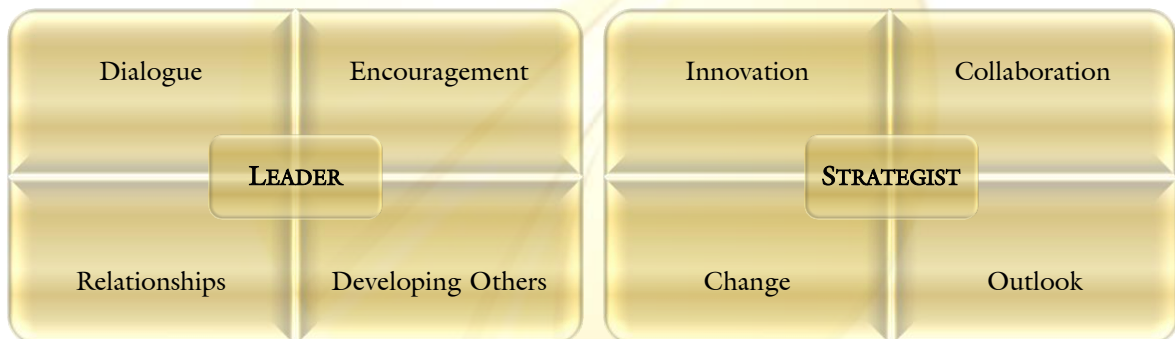 Dialogue Encouragement Innovation Collaboration
LEADER STRATEGIST
Relationships Developing Others Change Outlook